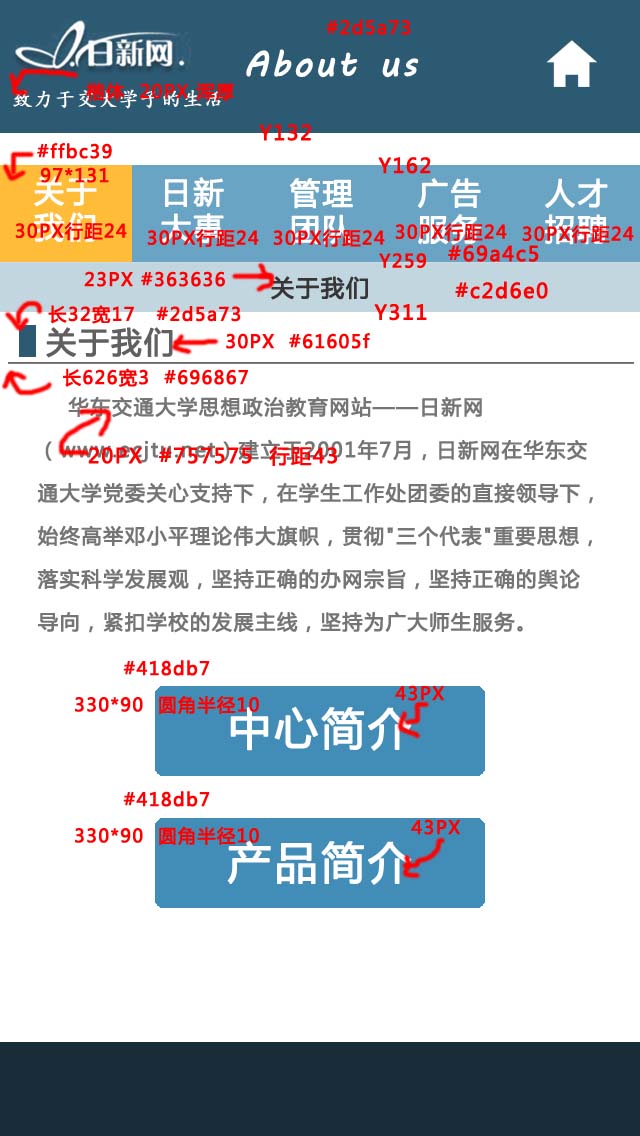 #2d5a73
日新网.
About us
20PX
致力于交大学子的生活
Y132
#ffbc39
Y162
97*131
关于
我们
日新
大事
管理
团队
广告
服务
人才
招聘
30PX行距24
30PX行距24
30PX行距24
30PX行距24
30PX行距24
Y259
#69a4c5
23PX #363636
关于我们
#c2d6e0
长32宽17 #2d5a73
Y311
关于我们
30PX #61605f
长626宽3 #696867
华东交通大学思想政治教育网站——日新网
（www.ecjtu.net）建立于2001年7月，日新网在华东交
20PX #757575 行距43
通大学党委关心支持下，在学生工作处团委的直接领导下，
始终高举邓小平理论伟大旗帜，贯彻"三个代表"重要思想，
落实科学发展观，坚持正确的办网宗旨，坚持正确的舆论
导向，紧扣学校的发展主线，坚持为广大师生服务。
#418db7
43PX
330*90 圆角半径10
中心简介
#418db7
43PX
330*90 圆角半径10
产品简介